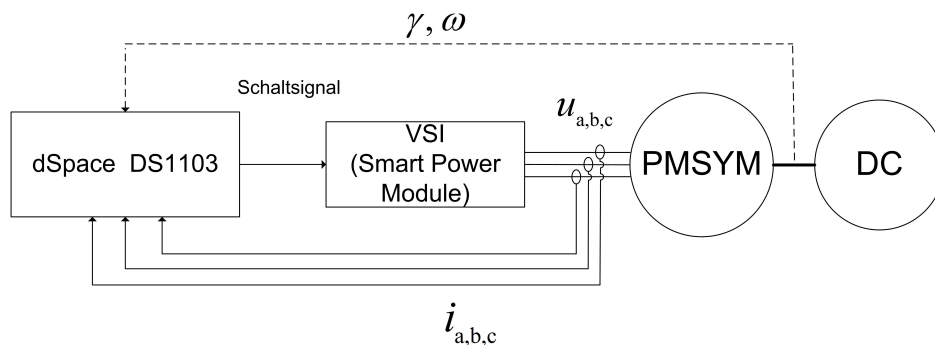 γ, ω
Schaltsignal
u a,b,c
dSpace DS1103
VSI
(Smart Power
Module)
PMSYM
DC
i a,b,c